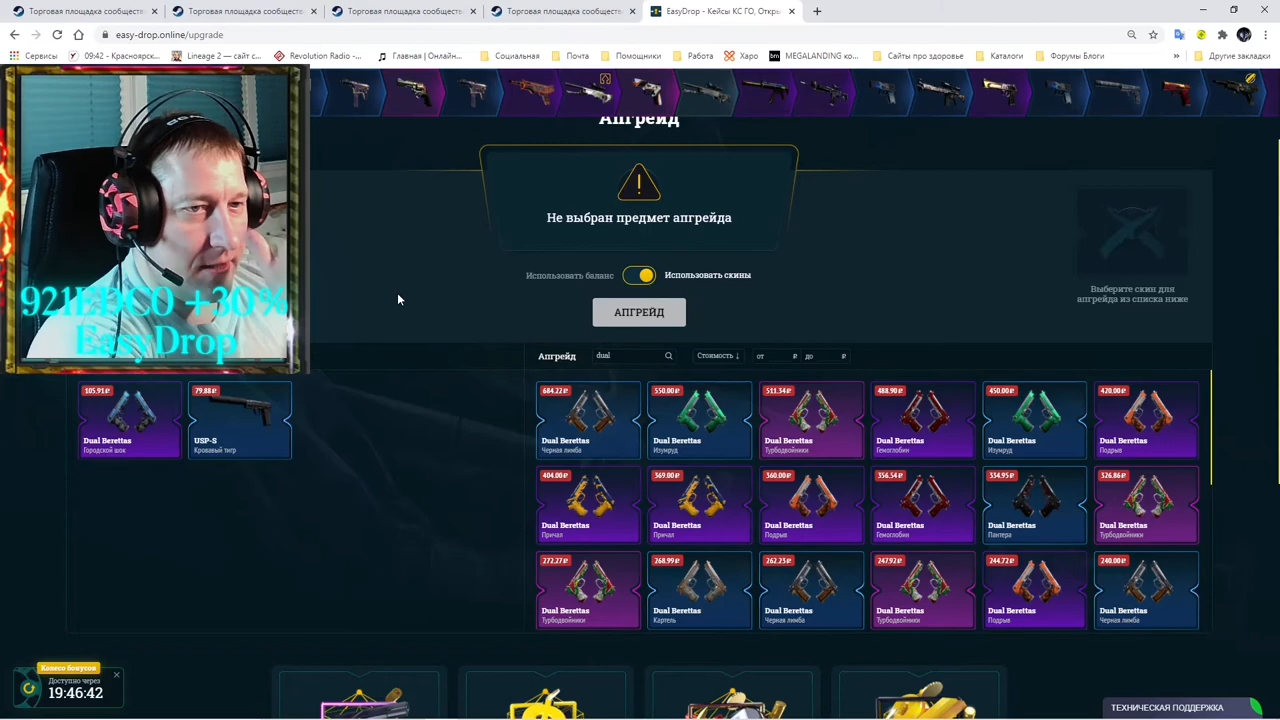 Торговая площадка сообществ
Торговая площадка сообществ
Торговая площадка сообществ
Торговая площадка сообществ
EasyDrop - Кейсы КС ГО, Откры
easy-drop.online/upgrade
Сервисы
09:42 - Красноярск...
Lineage 2 — сайт с...
Revolution Radio -...
Главная | Онлайн...
Социальная
Почты
Помощники
Работа
Харо
MEGALANDING ко...
Сайты про здоровье
Каталоги
Форумы Блоги
Другие закладки
Апгрейд
Не выбран предмет апгрейда
Использовать баланс
Использовать скины
АПГРЕЙД
Выберите скин для
апгрейда из списка ниже
921EDCO +30%
EasyDrop
Апгрейд
dual
Стоимость ↓
от ₽
до ₽
105.91₽
Dual Berettas
Городской шок
79.88₽
USP-S
Кровавый тигр
684.22₽
Dual Berettas
Черная лимба
550.00₽
Dual Berettas
Изумруд
511.34₽
Dual Berettas
Турбодвойники
488.90₽
Dual Berettas
Гемоглобин
450.00₽
Dual Berettas
Изумруд
420.00₽
Dual Berettas
Подрыв
404.00₽
Dual Berettas
Причал
369.00₽
Dual Berettas
Причал
360.00₽
Dual Berettas
Подрыв
356.54₽
Dual Berettas
Гемоглобин
334.95₽
Dual Berettas
Пантера
326.86₽
Dual Berettas
Турбодвойники
272.27₽
Dual Berettas
Турбодвойники
268.99₽
Dual Berettas
Картель
262.23₽
Dual Berettas
Черная лимба
247.92₽
Dual Berettas
Турбодвойники
244.72₽
Dual Berettas
Подрыв
240.00₽
Dual Berettas
Черная лимба
Колесо бонусов
Доступно через
19:46:42
ТЕХНИЧЕСКАЯ ПОДДЕРЖКА